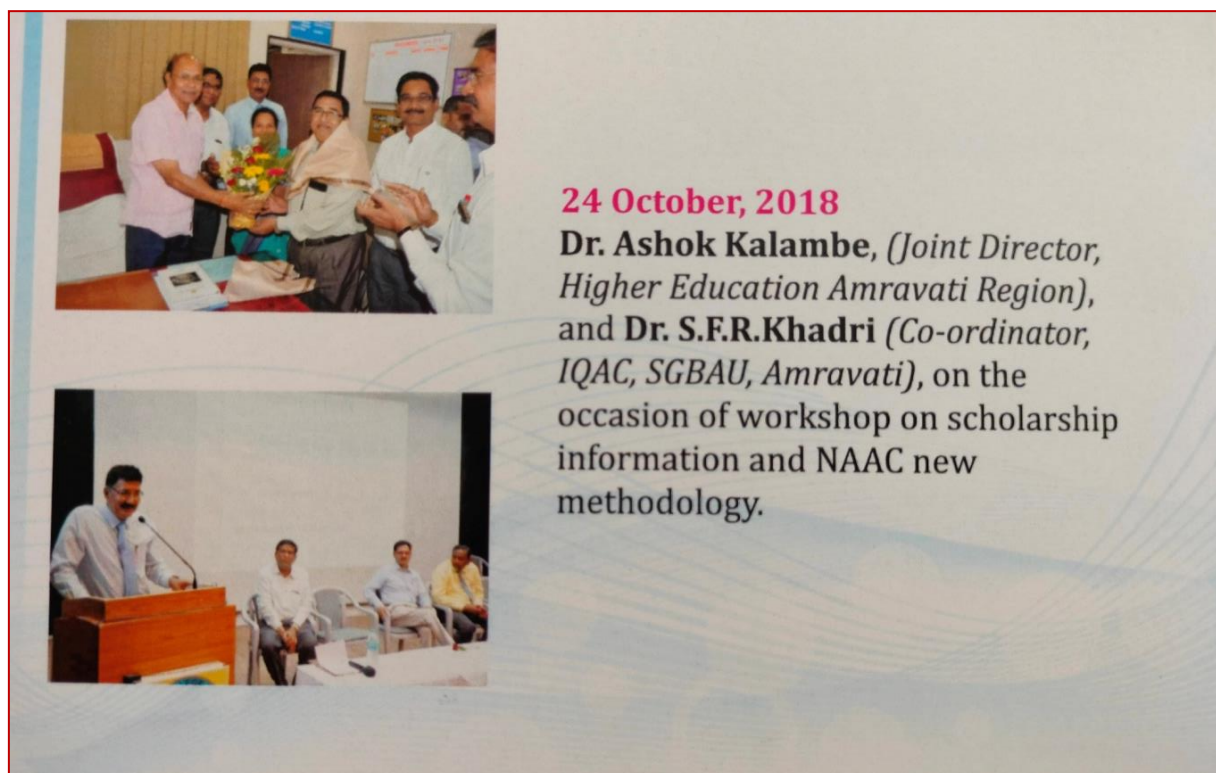 24 October, 2018
Dr. Ashok Kalambe, (Joint Director,
Higher Education Amravati Region),
and Dr. S.F.R.Khadri (Co-ordinator,
IQAC, SGBAU, Amravati), on the
occasion of workshop on scholarship
information and NAAC new
methodology.